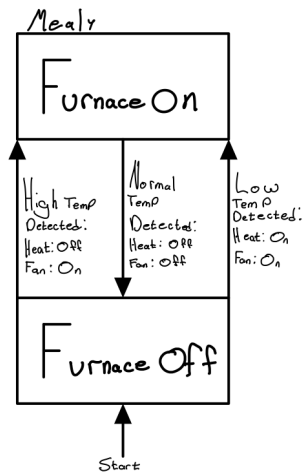 Mealy
Furnace On
High Temp
Detected:
Heat: Off
Fan: On
Normal
Temp
Detected:
Heat: Off
Fan: Off
Low
Temp
Detected:
Heat: On
Fan: On
Furnace Off
Start